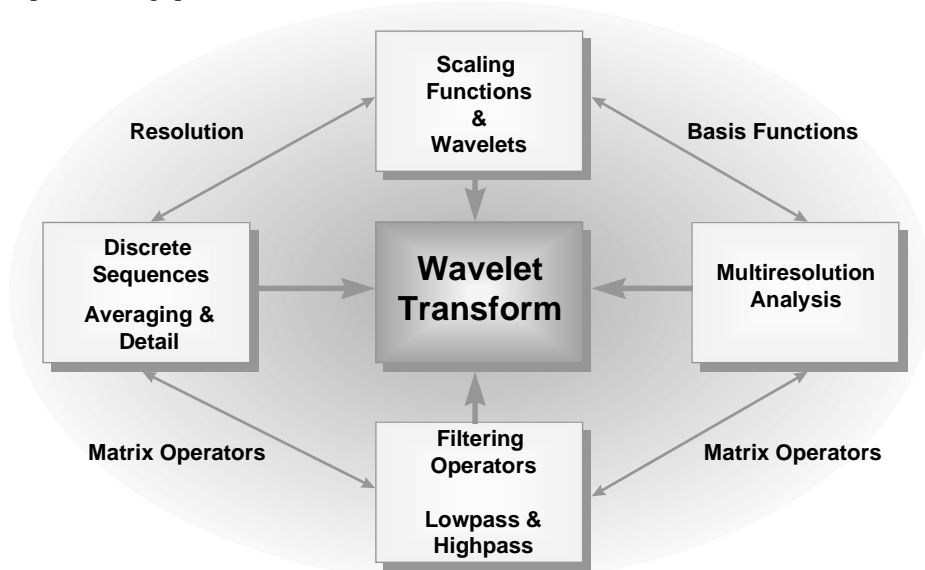 Scaling
Functions
&
Wavelets
Resolution
Basis Functions
Discrete
Sequences
Averaging &
Detail
Wavelet
Transform
Multiresolution
Analysis
Matrix Operators
Filtering
Operators
Lowpass &
Highpass
Matrix Operators